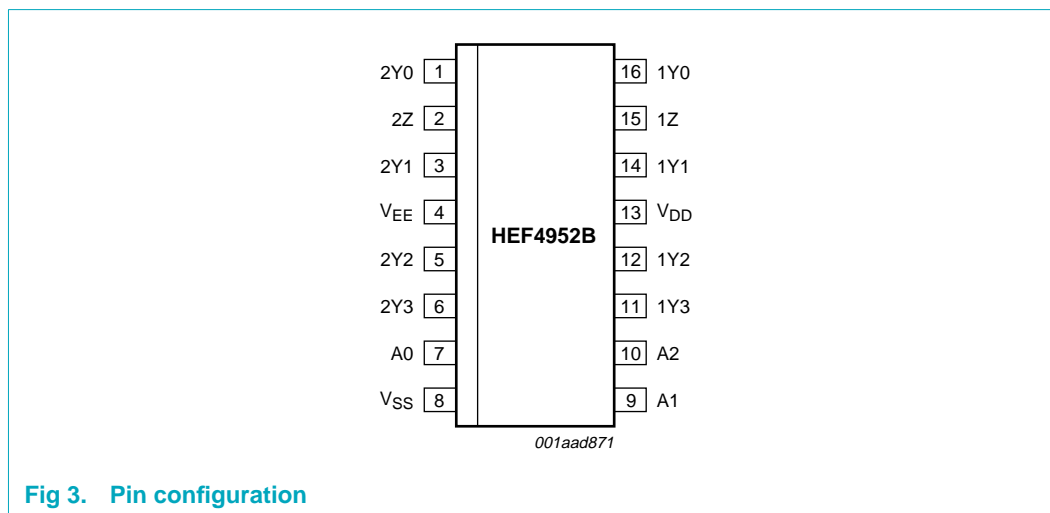 2Y0 1 16 1Y0
2Z 2 15 1Z
2Y1 3 14 1Y1
VEE 4 13 VDD
HEF4952B
2Y2 5 12 1Y2
2Y3 6 11 1Y3
A0 7 10 A2
VSS 8 9 A1
001aad871
Fig 3. Pin configuration